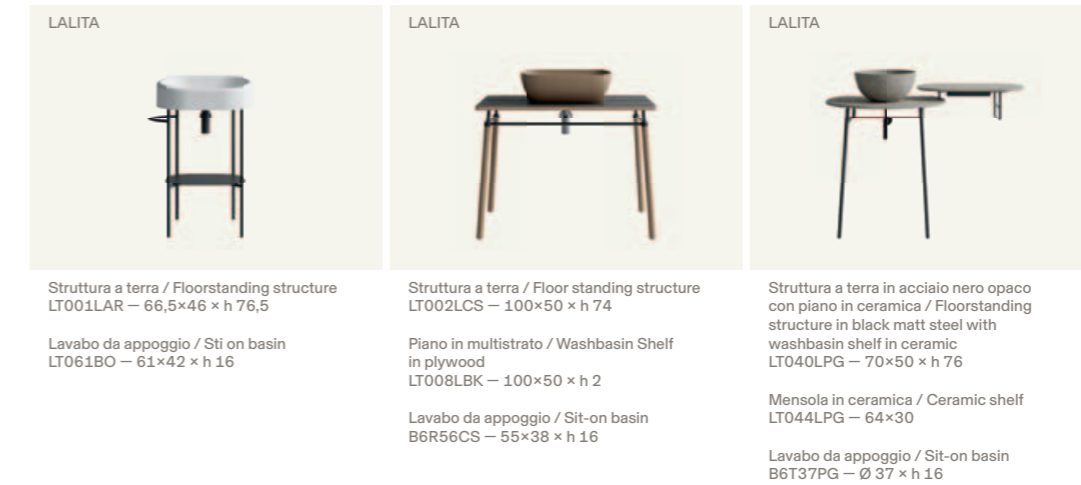 LALITA
Struttura a terra / Floorstanding structure
LT001LAR — 66,5×46 × h 76,5
Lavabo da appoggio / Sti on basin
LT061BO — 61×42 × h 16
LALITA
Struttura a terra / Floor standing structure
LT002LCS — 100×50 × h 74
Piano in multistrato / Washbasin Shelf
in plywood
LT008LBK — 100×50 × h 2
Lavabo da appoggio / Sit-on basin
B6R56CS — 55×38 × h 16
LALITA
Struttura a terra in acciaio nero opaco
con piano in ceramica / Floorstanding
structure in black matt steel with
washbasin shelf in ceramic
LT040LPG — 70×50 × h 76
Mensola in ceramica / Ceramic shelf
LT044LPG — 64×30
Lavabo da appoggio / Sit-on basin
B6T37PG — Ø 37 × h 16